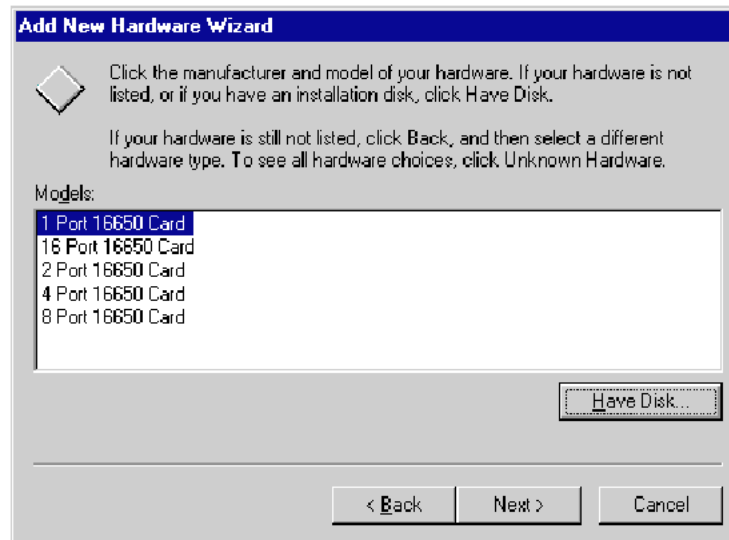 Add New Hardware Wizard
Click the manufacturer and model of your hardware. If your hardware is not
listed, or if you have an installation disk, click Have Disk.
If your hardware is still not listed, click Back, and then select a different
hardware type. To see all hardware choices, click Unknown Hardware.
Models:
1 Port 16650 Card
16 Port 16650 Card
2 Port 16650 Card
4 Port 16650 Card
8 Port 16650 Card
Have Disk...
< Back
Next >
Cancel